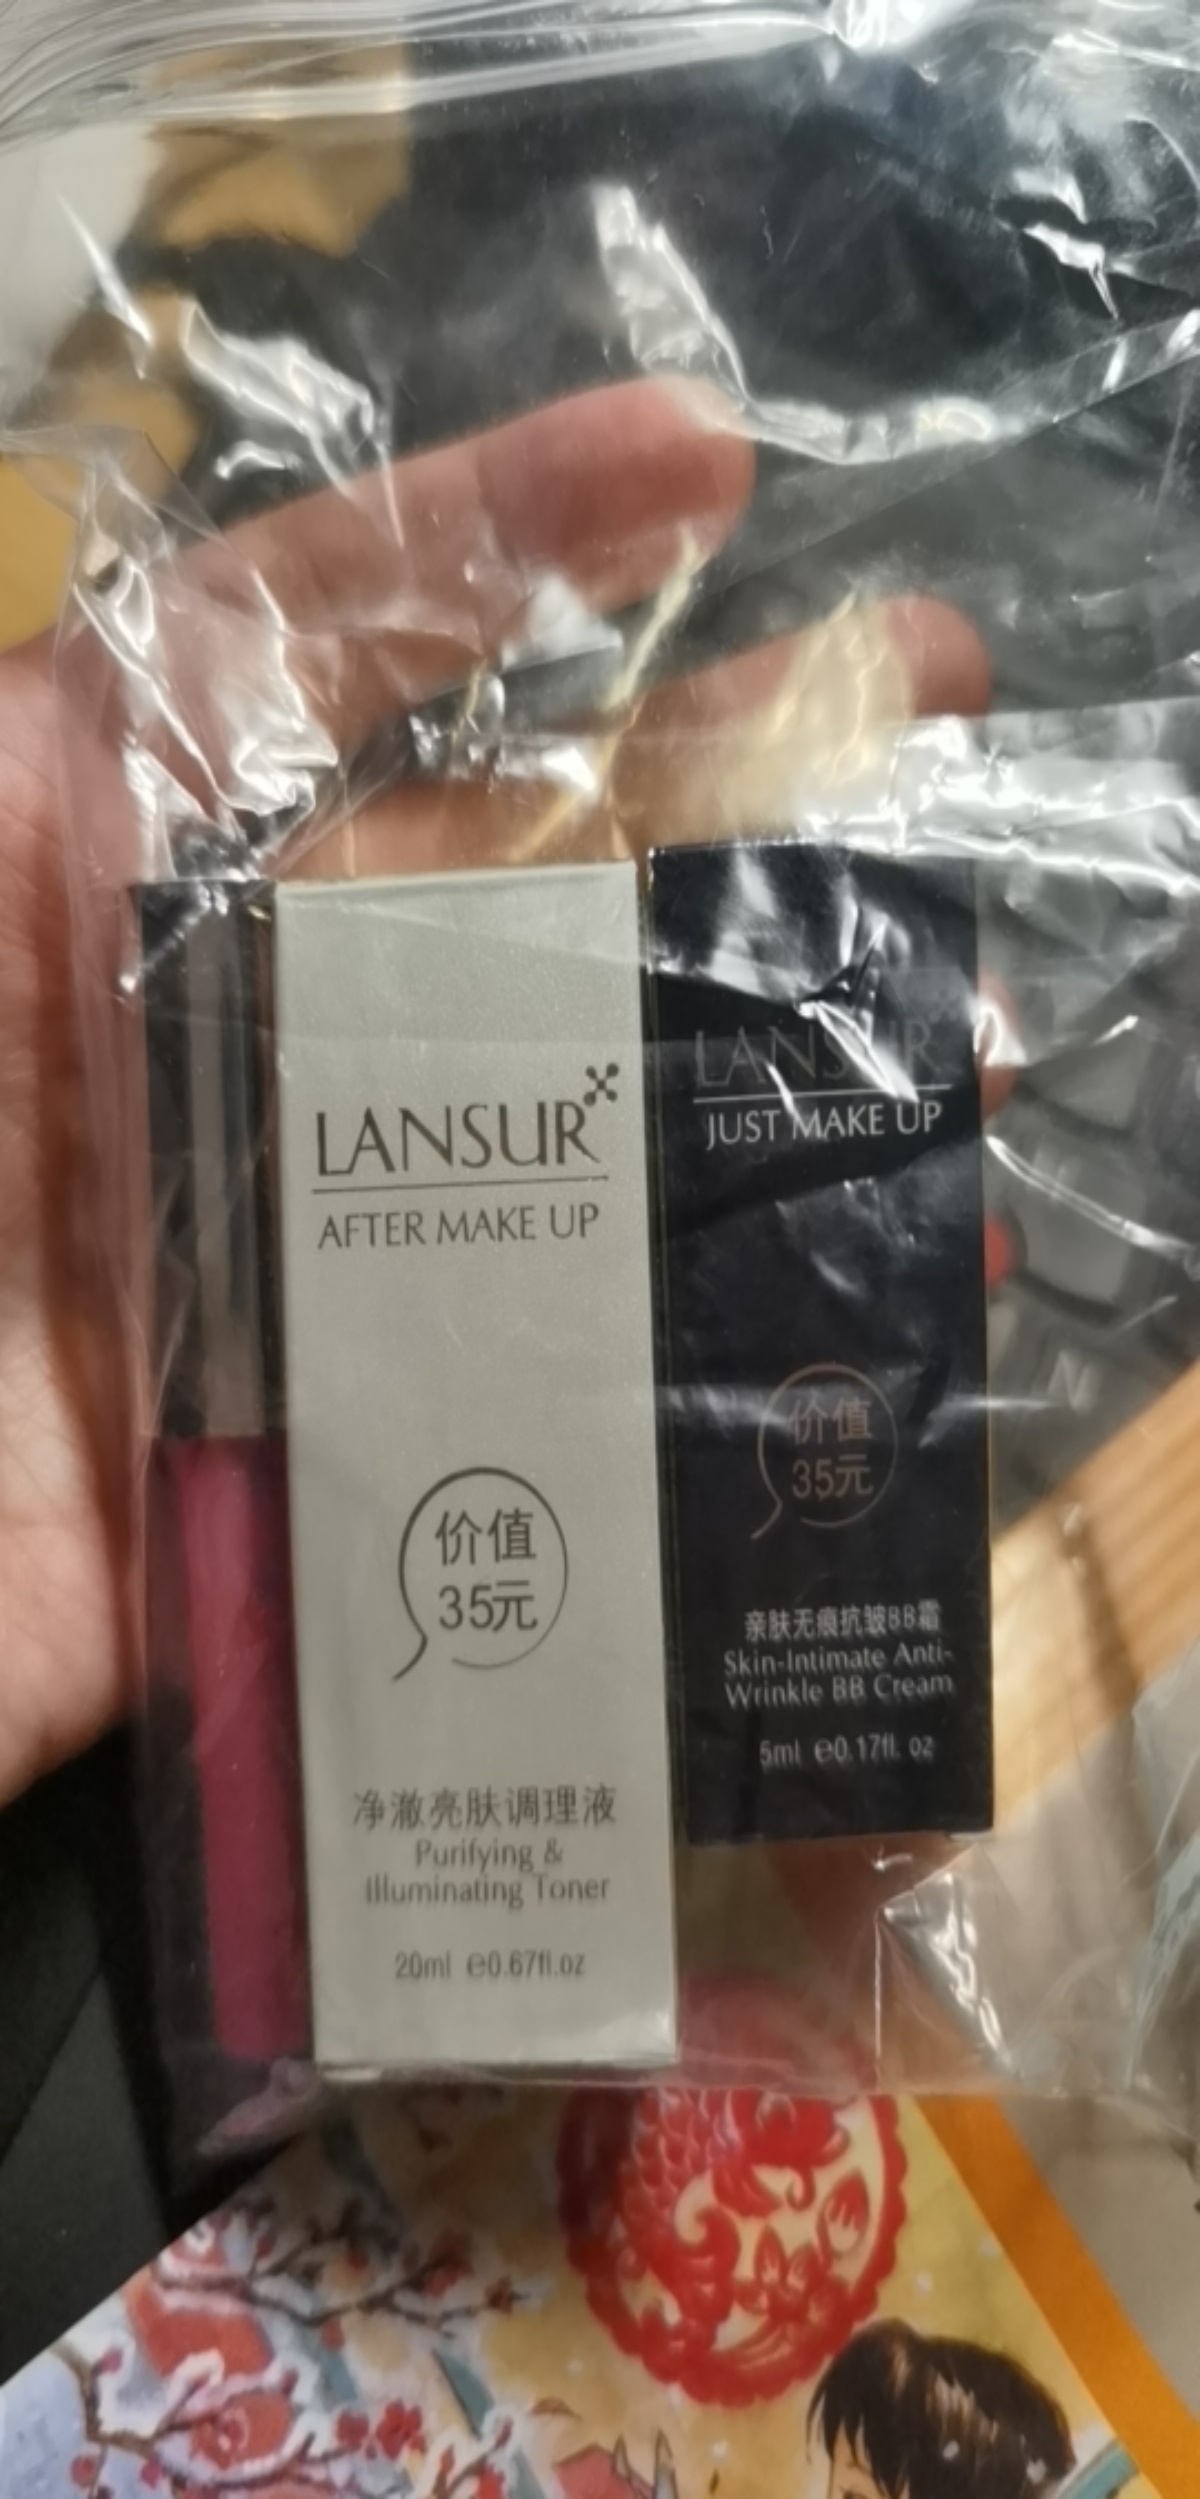 LANSUR
AFTER MAKE UP
价值
35元
净澈亮肤调理液
Purifying &
Illuminating Toner
20ml ℮0.67fl.oz
LANSUR
JUST MAKE UP
价值
35元
亲肤无痕抗皱BB霜
Skin-Intimate Anti-
Wrinkle BB Cream
5ml ℮0.17fl. oz
N